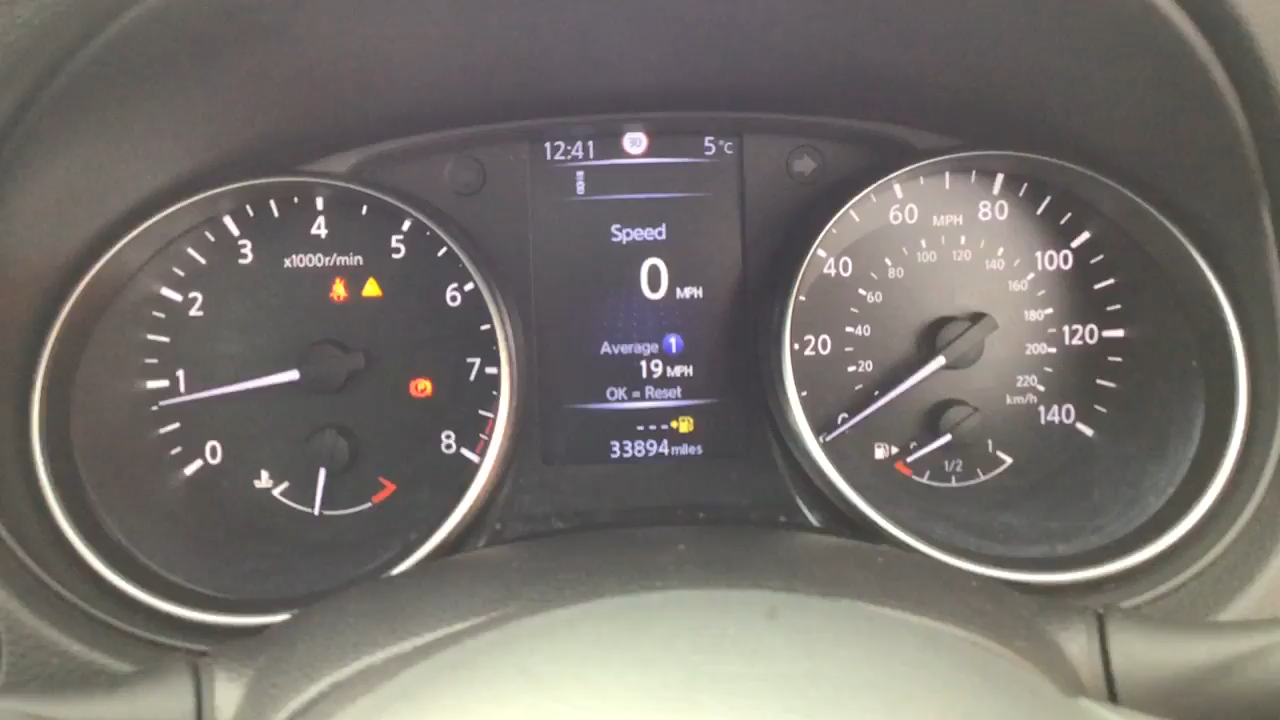 0
1
2
3
4
5
6
7
8
x1000r/min
P
12:41
30
5°C
Speed
0 MPH
Average 1
19 MPH
OK = Reset
---
33894 miles
20
40
60
80
100
120
140
MPH
20
40
60
80
100
120
140
160
180
200
220
km/h
1/2
1